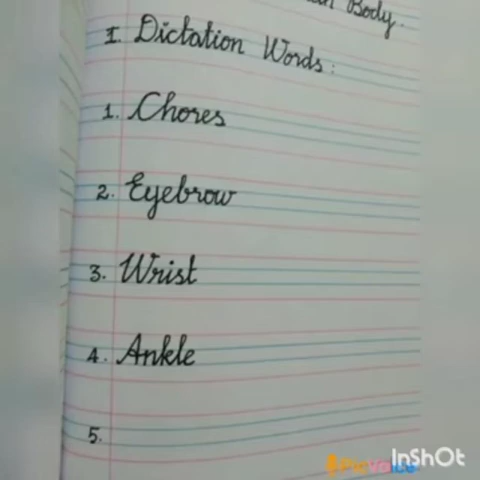 Body.
I. Dictation Words:
1. Chores
2. Eyebrow
3. Wrist
4. Ankle
5.
InShOt